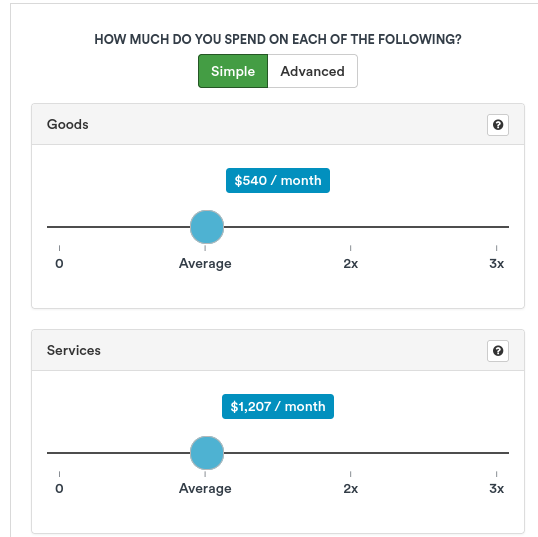 HOW MUCH DO YOU SPEND ON EACH OF THE FOLLOWING?
Simple Advanced
Goods ?
$540 / month
0 Average 2x 3x
Services ?
$1,207 / month
0 Average 2x 3x